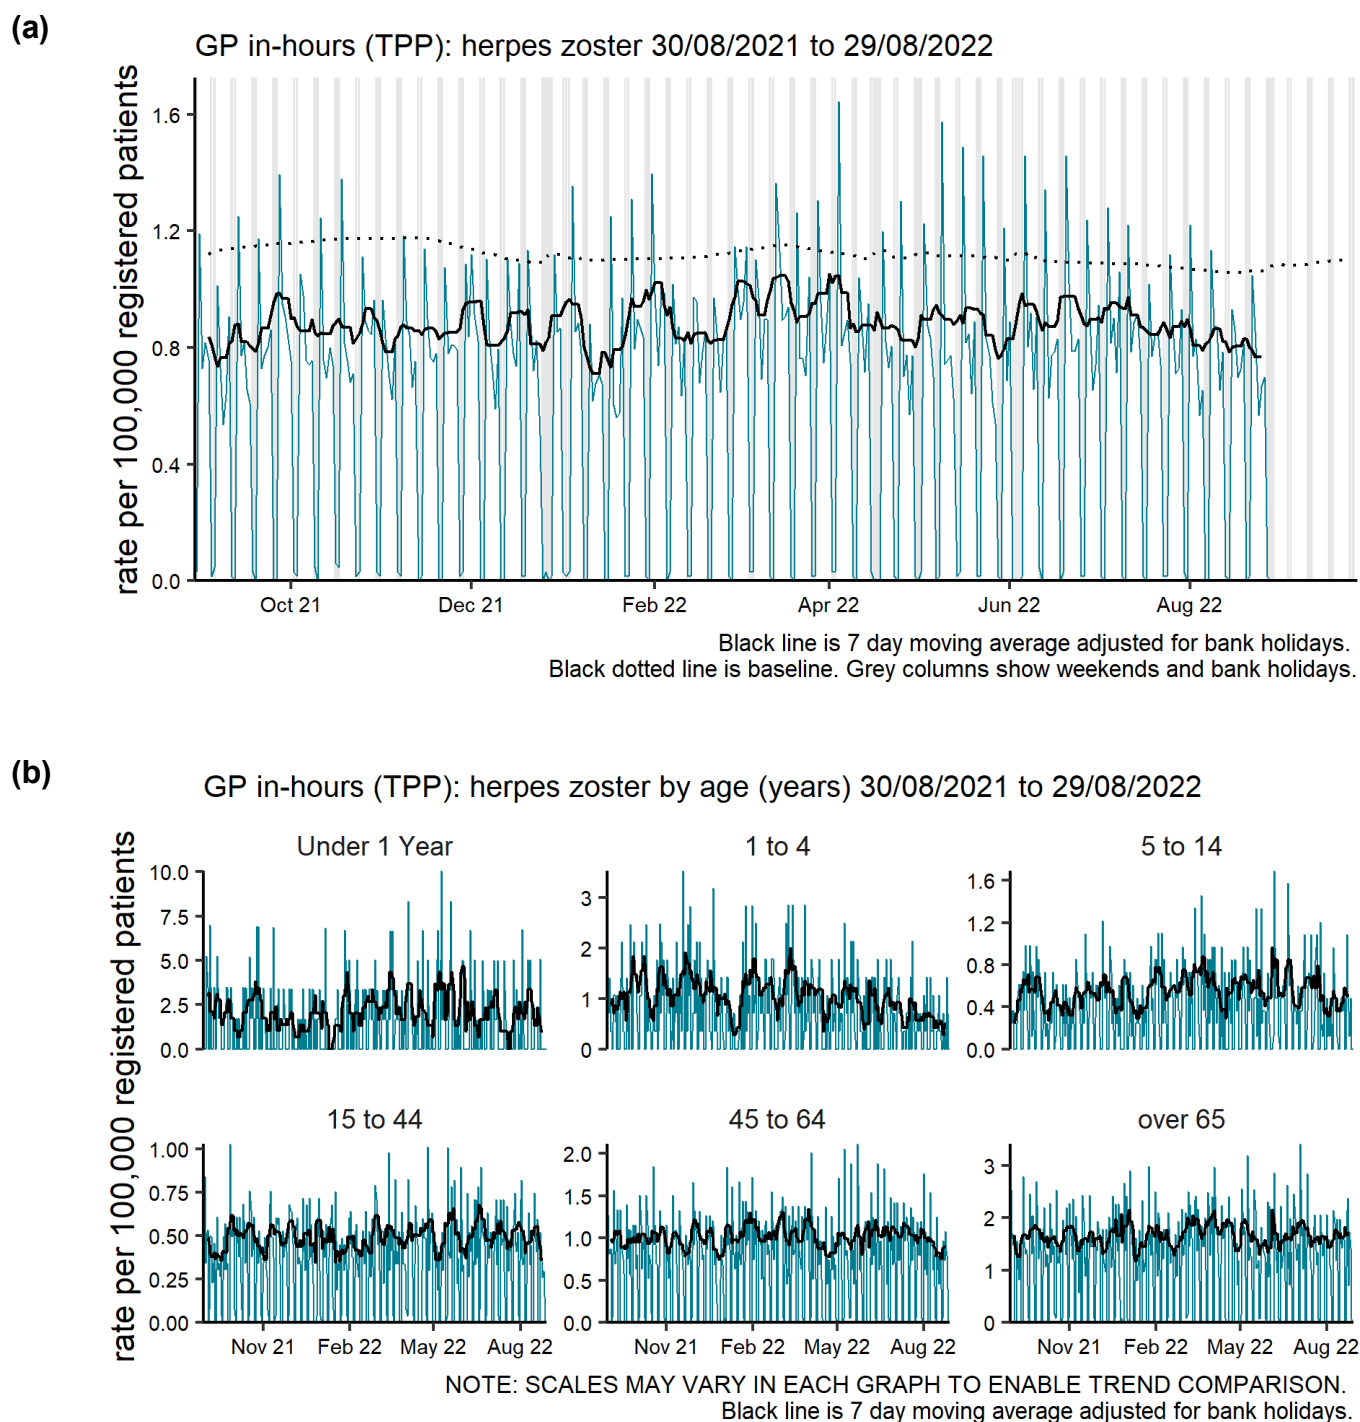 (a)
GP in-hours (TPP): herpes zoster 30/08/2021 to 29/08/2022
rate per 100,000 registered patients
1.6
1.2
0.8
0.4
0.0
Oct 21 Dec 21 Feb 22 Apr 22 Jun 22 Aug 22
Black line is 7 day moving average adjusted for bank holidays.
Black dotted line is baseline. Grey columns show weekends and bank holidays.
(b)
GP in-hours (TPP): herpes zoster by age (years) 30/08/2021 to 29/08/2022
rate per 100,000 registered patients
Under 1 Year
10.0
7.5
5.0
2.5
0.0
1 to 4
3
2
1
0
5 to 14
1.6
1.2
0.8
0.4
0.0
15 to 44
1.00
0.75
0.50
0.25
0.00
Nov 21 Feb 22 May 22 Aug 22
45 to 64
2.0
1.5
1.0
0.5
0.0
Nov 21 Feb 22 May 22 Aug 22
over 65
3
2
1
0
Nov 21 Feb 22 May 22 Aug 22
NOTE: SCALES MAY VARY IN EACH GRAPH TO ENABLE TREND COMPARISON.
Black line is 7 day moving average adjusted for bank holidays.